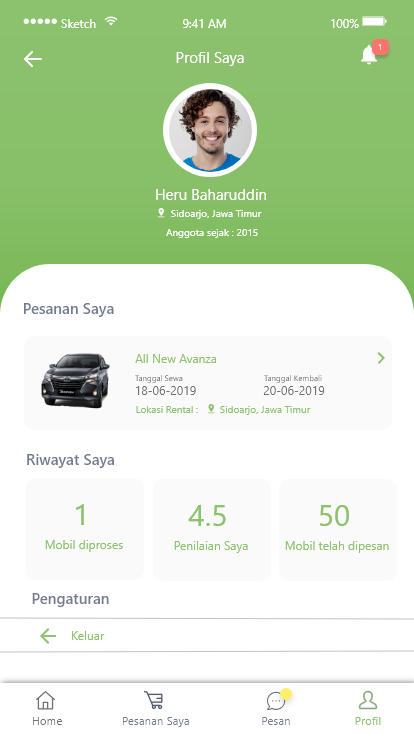 Sketch 9:41 AM 100%
Profil Saya
1
Heru Baharuddin
Sidoarjo, Jawa Timur
Anggota sejak : 2015
Pesanan Saya
All New Avanza
Tanggal Sewa Tanggal Kembali
18-06-2019 20-06-2019
Lokasi Rental : Sidoarjo, Jawa Timur
Riwayat Saya
1 4.5 50
Mobil diproses Penilaian Saya Mobil telah dipesan
Pengaturan
Keluar
Home Pesanan Saya Pesan Profil